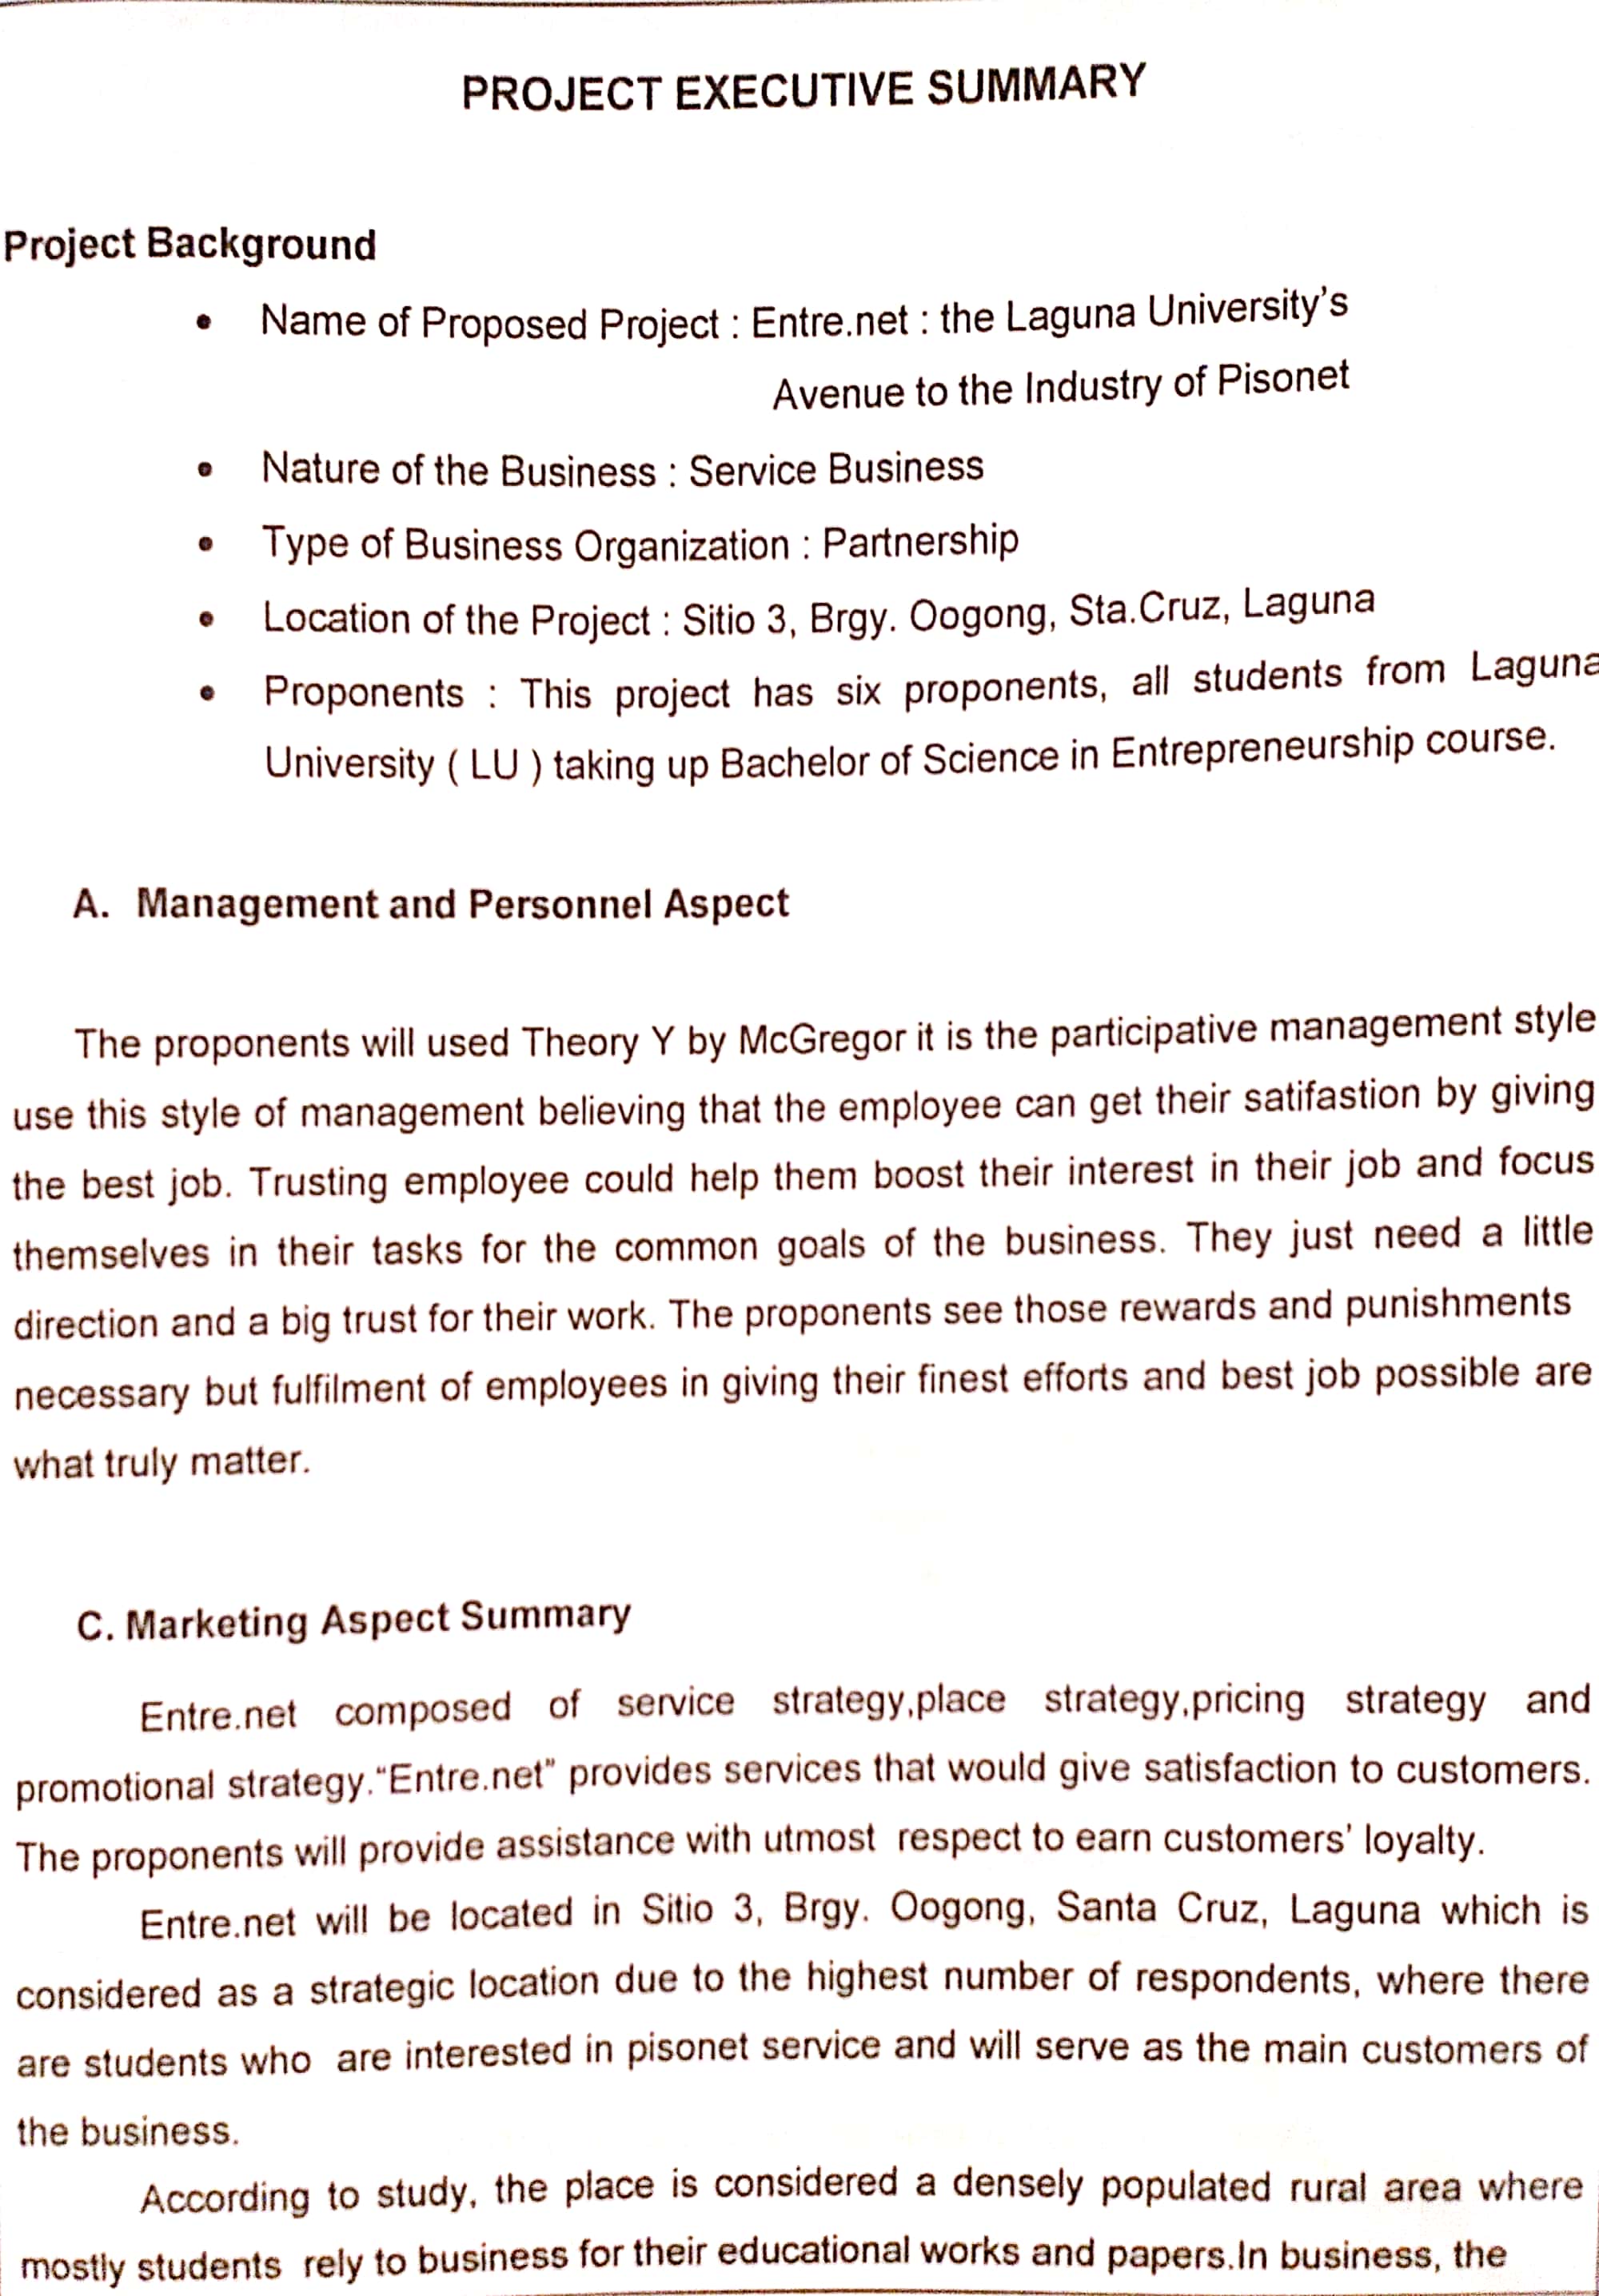 PROJECT EXECUTIVE SUMMARY
Project Background
• Name of Proposed Project : Entre.net : the Laguna University's
Avenue to the Industry of Pisonet
• Nature of the Business : Service Business
• Type of Business Organization : Partnership
• Location of the Project : Sitio 3, Brgy. Oogong, Sta.Cruz, Laguna
• Proponents : This project has six proponents, all students from Laguna
University ( LU ) taking up Bachelor of Science in Entrepreneurship course.
A. Management and Personnel Aspect
The proponents will used Theory Y by McGregor it is the participative management style
use this style of management believing that the employee can get their satifastion by giving
the best job. Trusting employee could help them boost their interest in their job and focus
themselves in their tasks for the common goals of the business. They just need a little
direction and a big trust for their work. The proponents see those rewards and punishments
necessary but fulfilment of employees in giving their finest efforts and best job possible are
what truly matter.
C. Marketing Aspect Summary
Entre.net composed of service strategy,place strategy,pricing strategy and
promotional strategy.“Entre.net” provides services that would give satisfaction to customers.
The proponents will provide assistance with utmost respect to earn customers' loyalty.
Entre.net will be located in Sitio 3, Brgy. Oogong, Santa Cruz, Laguna which is
considered as a strategic location due to the highest number of respondents, where there
are students who are interested in pisonet service and will serve as the main customers of
the business.
According to study, the place is considered a densely populated rural area where
mostly students rely to business for their educational works and papers.In business, the